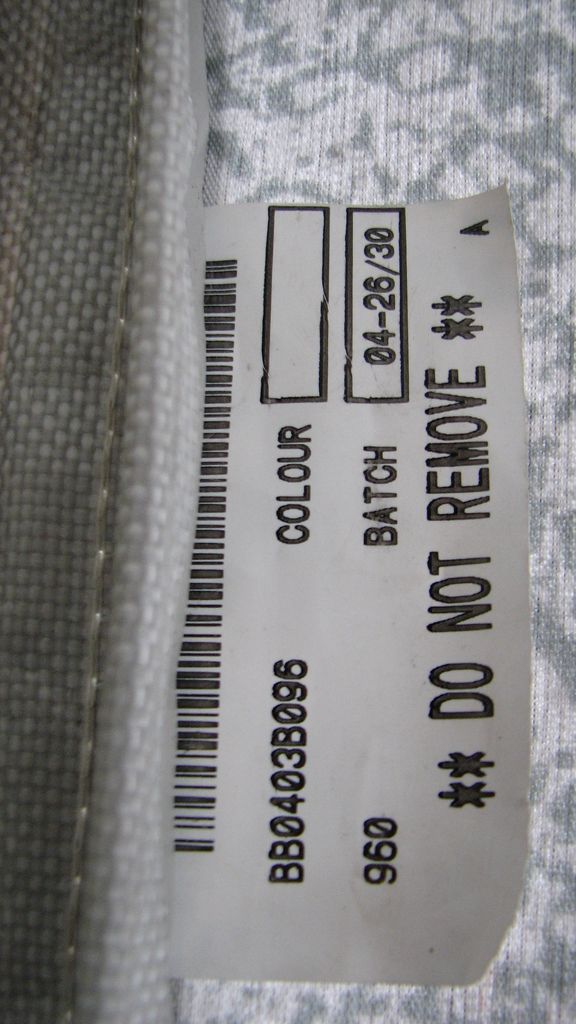 BB0403B096 COLOUR
960 BATCH 04-26/30
** DO NOT REMOVE ** A